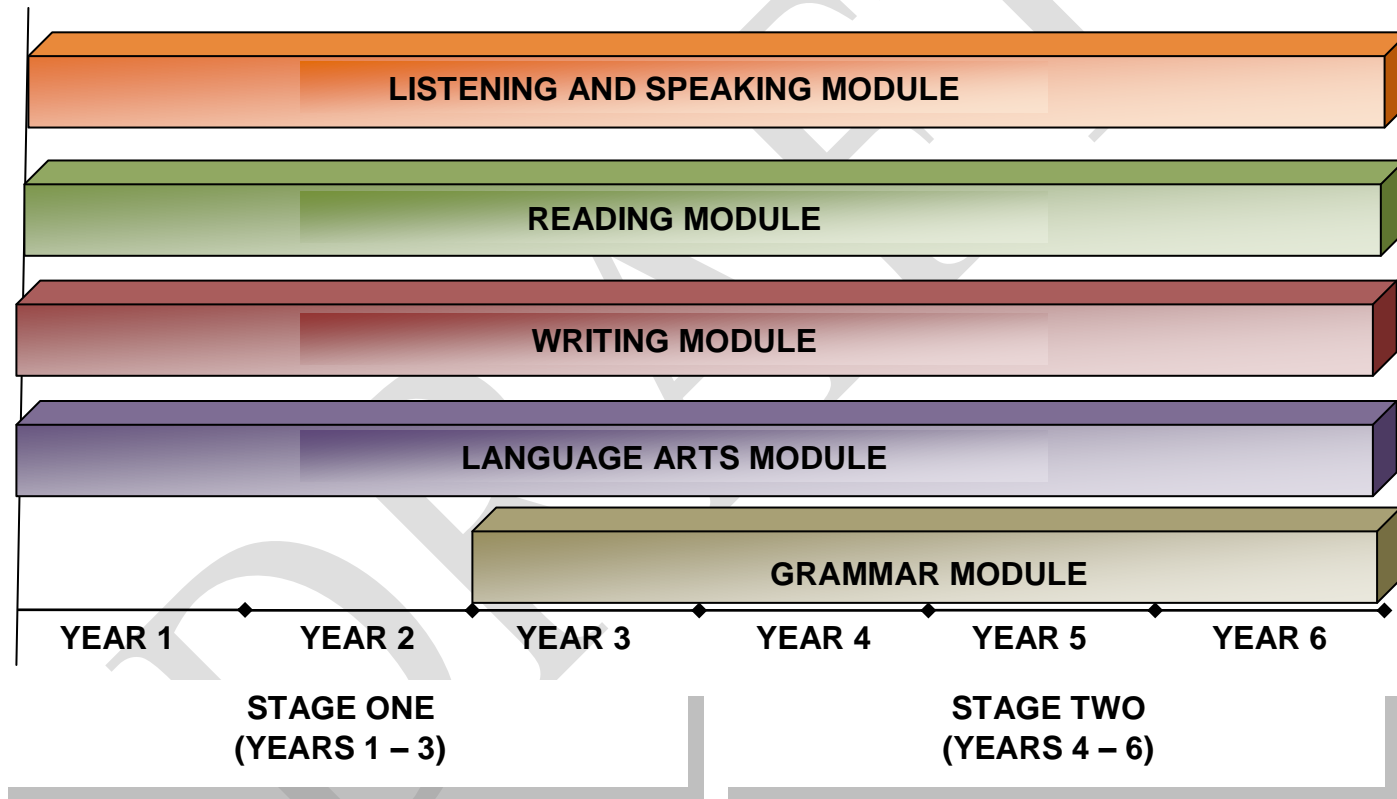 LISTENING AND SPEAKING MODULE
READING MODULE
WRITING MODULE
LANGUAGE ARTS MODULE
GRAMMAR MODULE
YEAR 1 YEAR 2 YEAR 3 YEAR 4 YEAR 5 YEAR 6
STAGE ONE
(YEARS 1 – 3)
STAGE TWO
(YEARS 4 – 6)
DRAFT